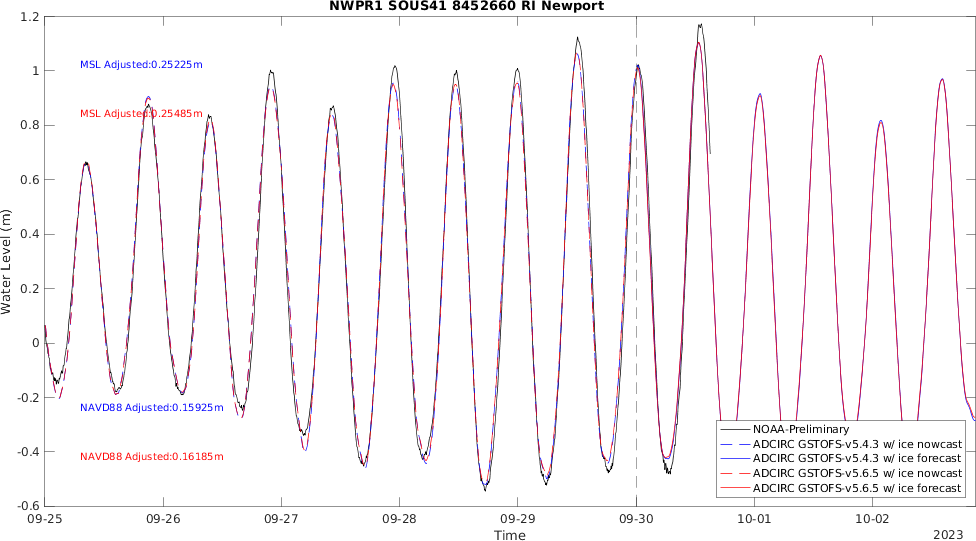 NWPR1 SOUS41 8452660 RI Newport
1.2
1
0.8
0.6
0.4
0.2
0
-0.2
-0.4
-0.6
Water Level (m)
MSL Adjusted:0.25225m
MSL Adjusted:0.25485m
NAVD88 Adjusted:0.15925m
NAVD88 Adjusted:0.16185m
NOAA-Preliminary
ADCIRC GSTOFS-v5.4.3 w/ ice nowcast
ADCIRC GSTOFS-v5.4.3 w/ ice forecast
ADCIRC GSTOFS-v5.6.5 w/ ice nowcast
ADCIRC GSTOFS-v5.6.5 w/ ice forecast
09-25 09-26 09-27 09-28 09-29 09-30 10-01 10-02
Time
2023